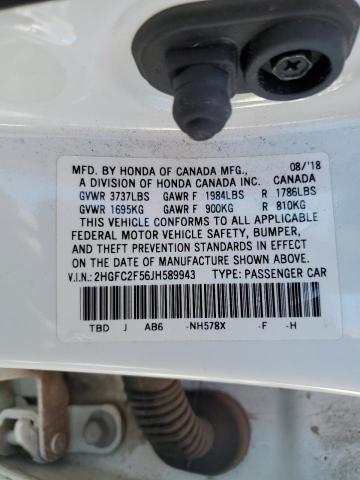 MFD. BY HONDA OF CANADA MFG., 08/'18
A DIVISION OF HONDA CANADA INC. CANADA
GVWR 3737LBS GAWR F 1984LBS R 1786LBS
GVWR 1695KG GAWR F 900KG R 810KG
THIS VEHICLE CONFORMS TO ALL APPLICABLE
FEDERAL MOTOR VEHICLE SAFETY, BUMPER,
AND THEFT PREVENTION STANDARDS IN EFFECT
ON THE DATE OF MANUFACTURE SHOWN ABOVE.
V.I.N.: 2HGFC2F56JH589943 TYPE: PASSENGER CAR
TBD J AB6 -NH578X -F -H